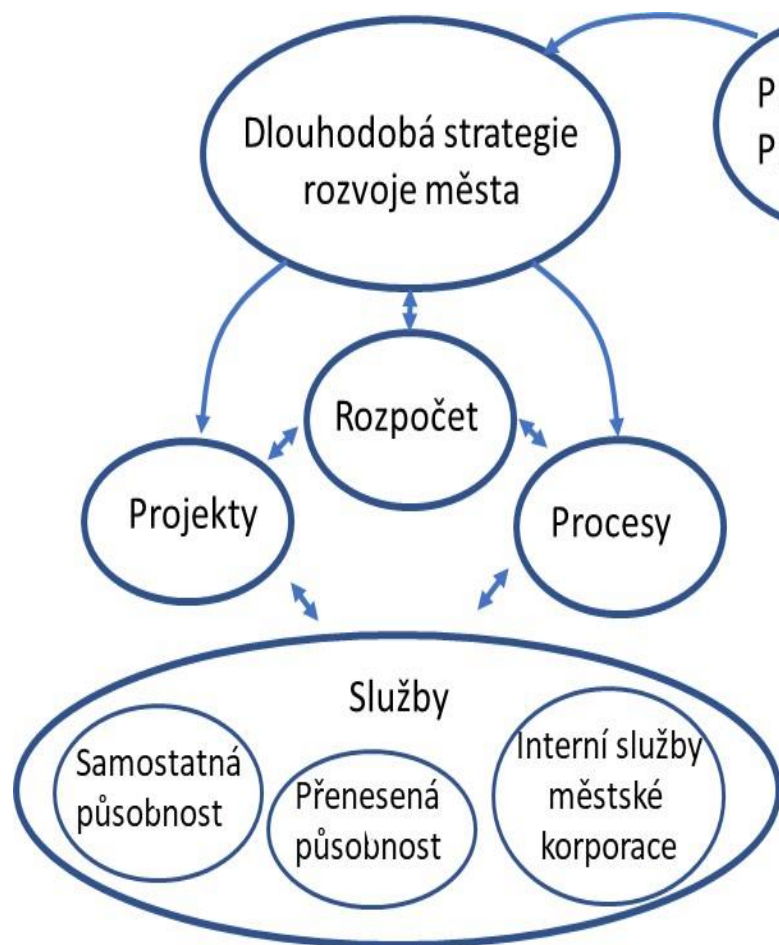 Dlouhodobá strategie
rozvoje města
P
P
Rozpočet
Projekty
Procesy
Služby
Samostatná
působnost
Přenesená
působnost
Interní služby
městské
korporace